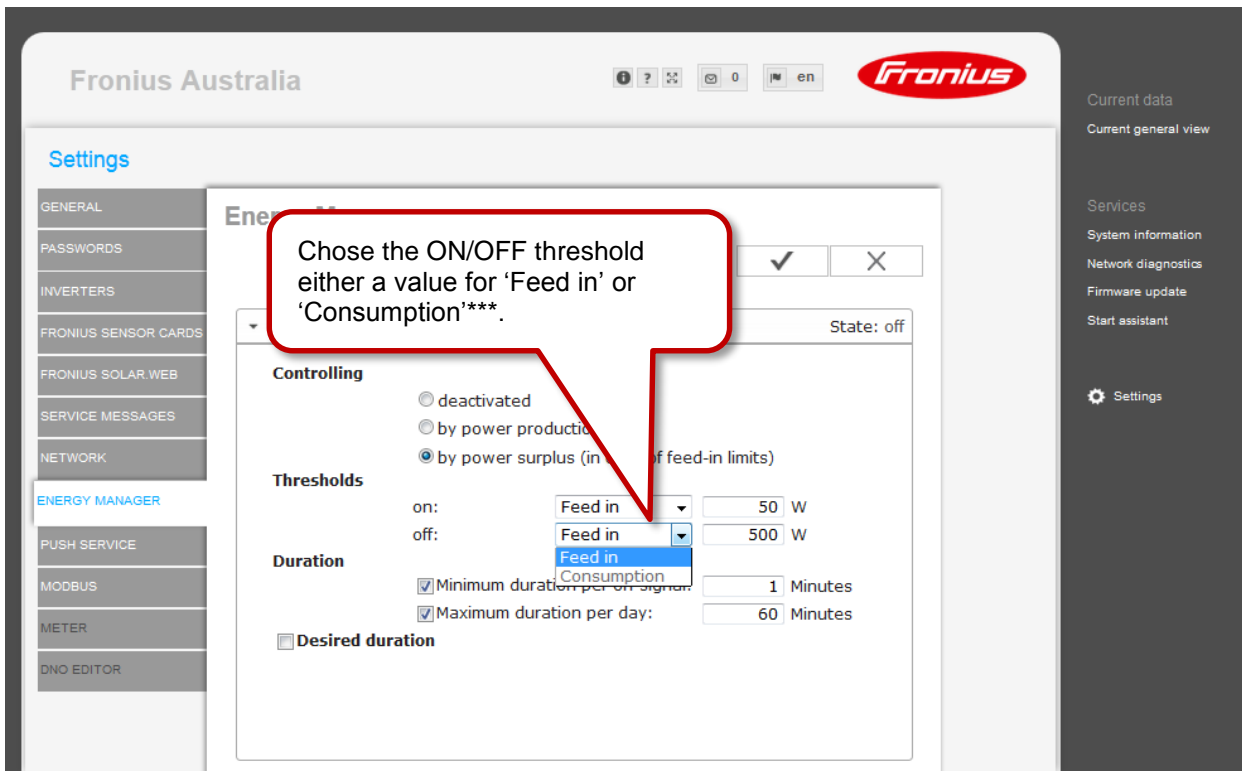 Fronius Australia
0
en
Fronius
Current data
Current general view
Settings
GENERAL
PASSWORDS
INVERTERS
FRONIUS SENSOR CARDS
FRONIUS SOLAR.WEB
SERVICE MESSAGES
NETWORK
ENERGY MANAGER
PUSH SERVICE
MODBUS
METER
DNO EDITOR
Chose the ON/OFF threshold
either a value for ‘Feed in’ or
‘Consumption’***.
State: off
Controlling
deactivated
by power
by power surplus (in of feed-in limits)
Thresholds
on: Feed in 50 W
off: Feed in 500 W
Feed in
Consumption
Duration
Minimum 1 Minutes
Maximum duration per day: 60 Minutes
Desired duration
Services
System information
Network diagnostics
Firmware update
Start assistant
Settings